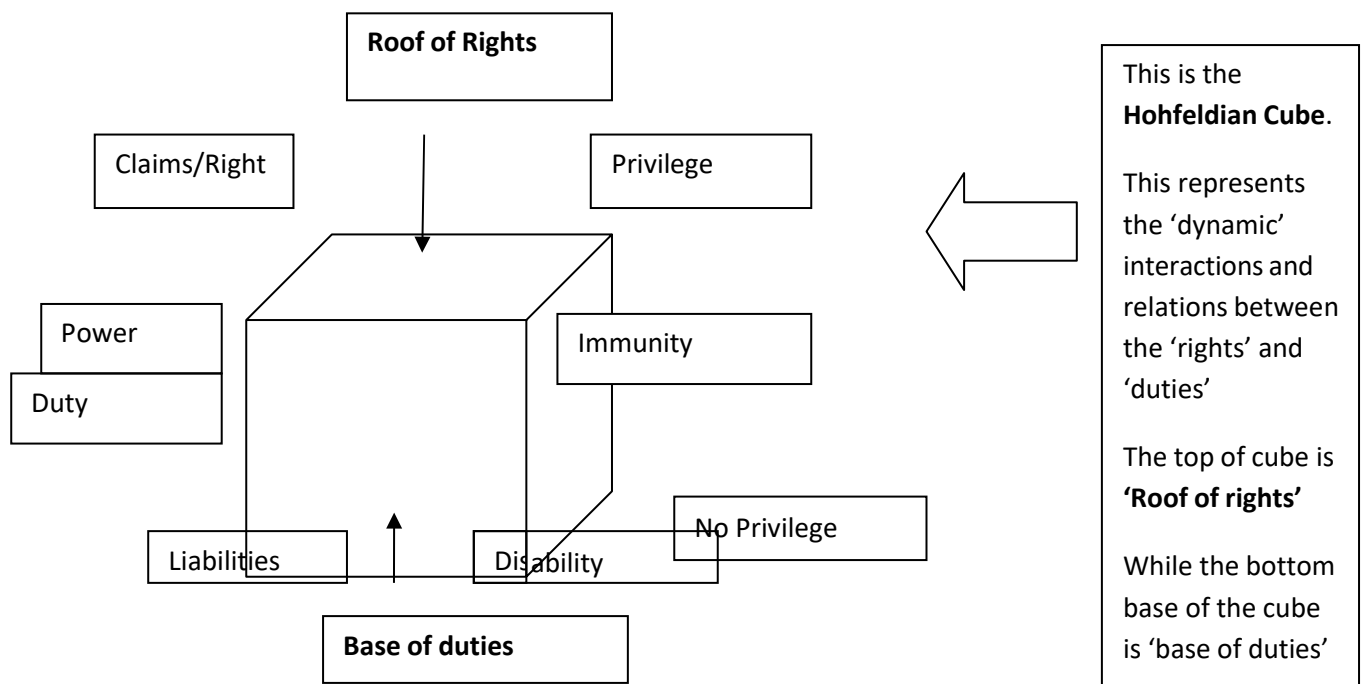 Roof of Rights
Claims/Right
Privilege
Power
Immunity
Duty
No Privilege
Liabilities
Disability
Base of duties
This is the
Hohfeldian Cube.
This represents
the ‘dynamic’
interactions and
relations between
the ‘rights’ and
‘duties’
The top of cube is
‘Roof of rights’
While the bottom
base of the cube
is ‘base of duties’